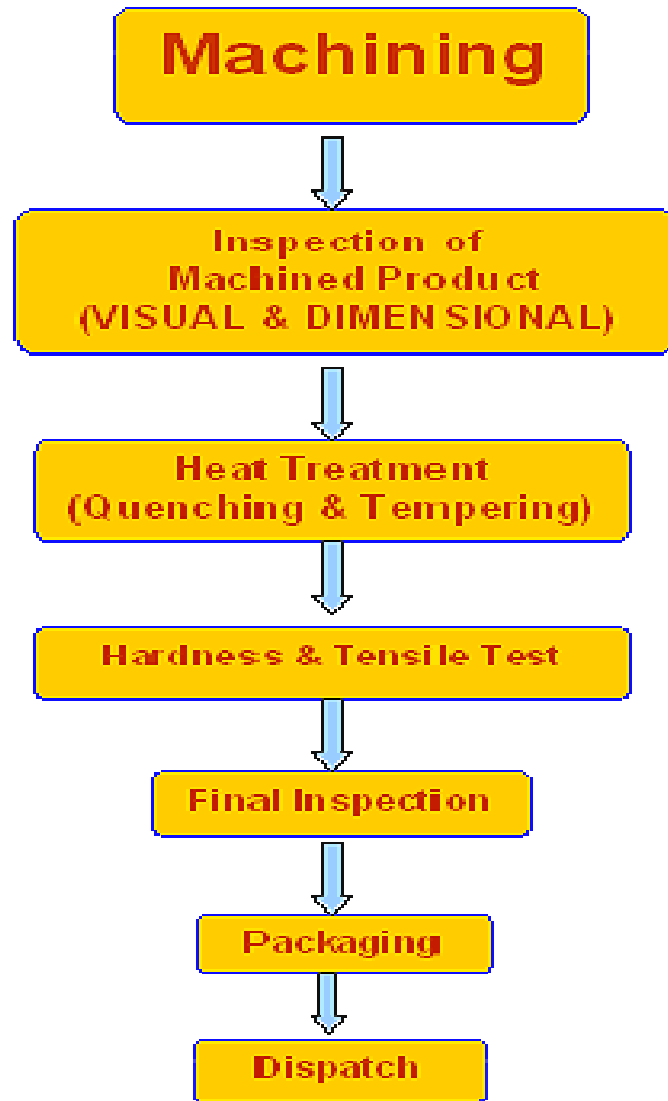 Machining
Inspection of
Machined Product
(VISUAL & DIMENSIONAL)
Heat Treatment
(Quenching & Tempering)
Hardness & Tensile Test
Final Inspection
Packaging
Dispatch